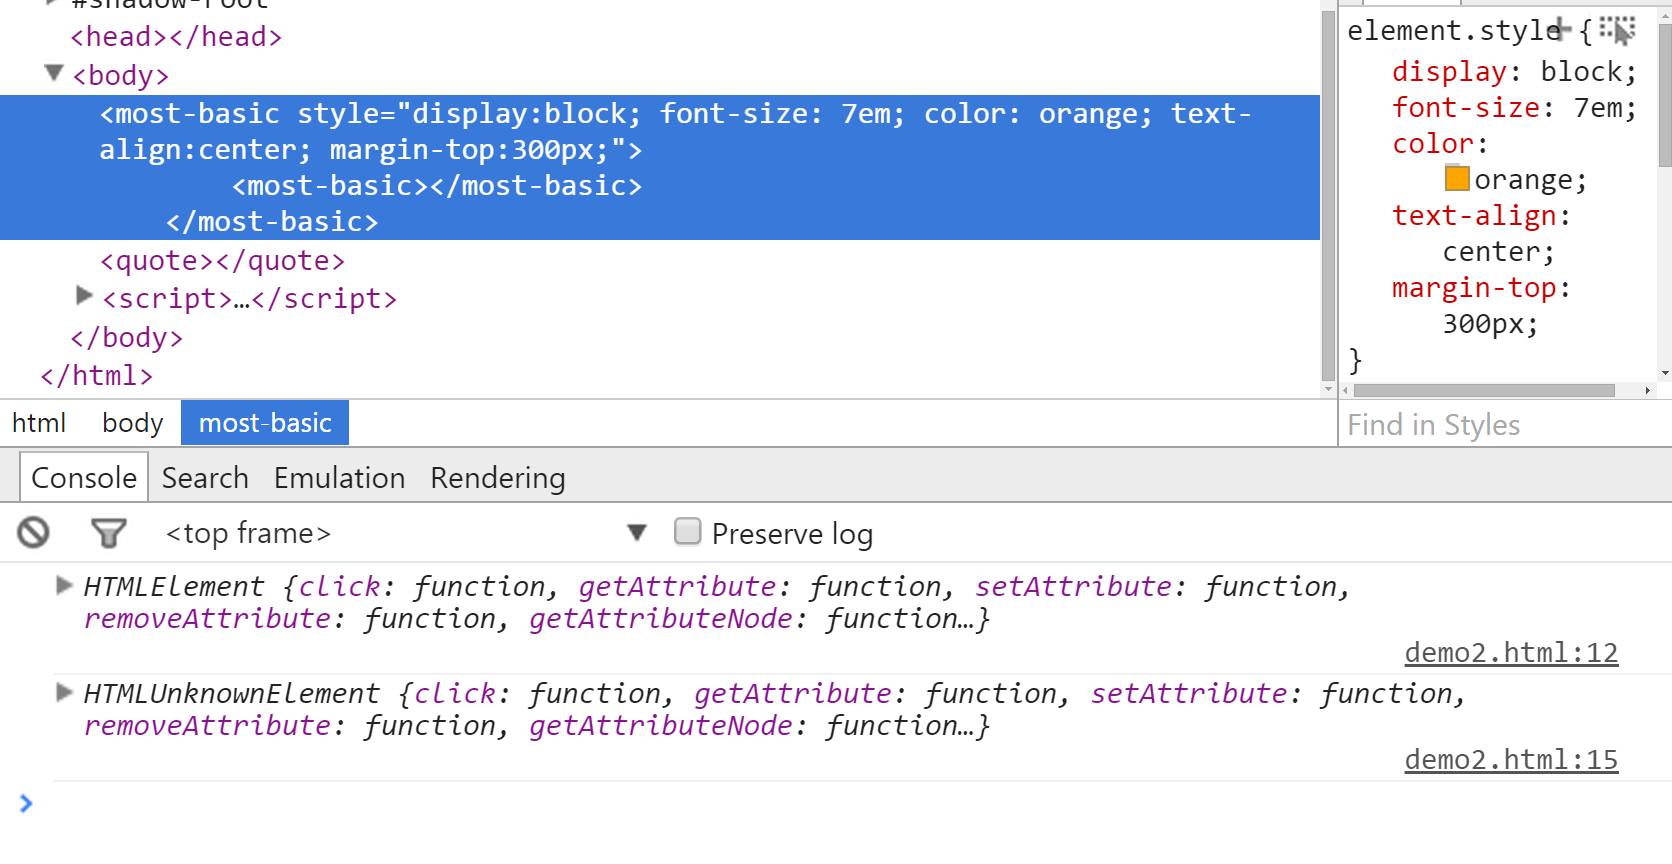 #shadow-root
<head></head>
<body>
<most-basic style="display:block; font-size: 7em; color: orange; text-
align:center; margin-top:300px;">
<most-basic></most-basic>
</most-basic>
<quote></quote>
<script>…</script>
</body>
</html>
html body most-basic
element.style {
display: block;
font-size: 7em;
color:
orange;
text-align:
center;
margin-top:
300px;
}
Find in Styles
Console Search Emulation Rendering
<top frame> Preserve log
HTMLElement {click: function, getAttribute: function, setAttribute: function,
removeAttribute: function, getAttributeNode: function…}
demo2.html:12
HTMLUnknownElement {click: function, getAttribute: function, setAttribute: function,
removeAttribute: function, getAttributeNode: function…}
demo2.html:15